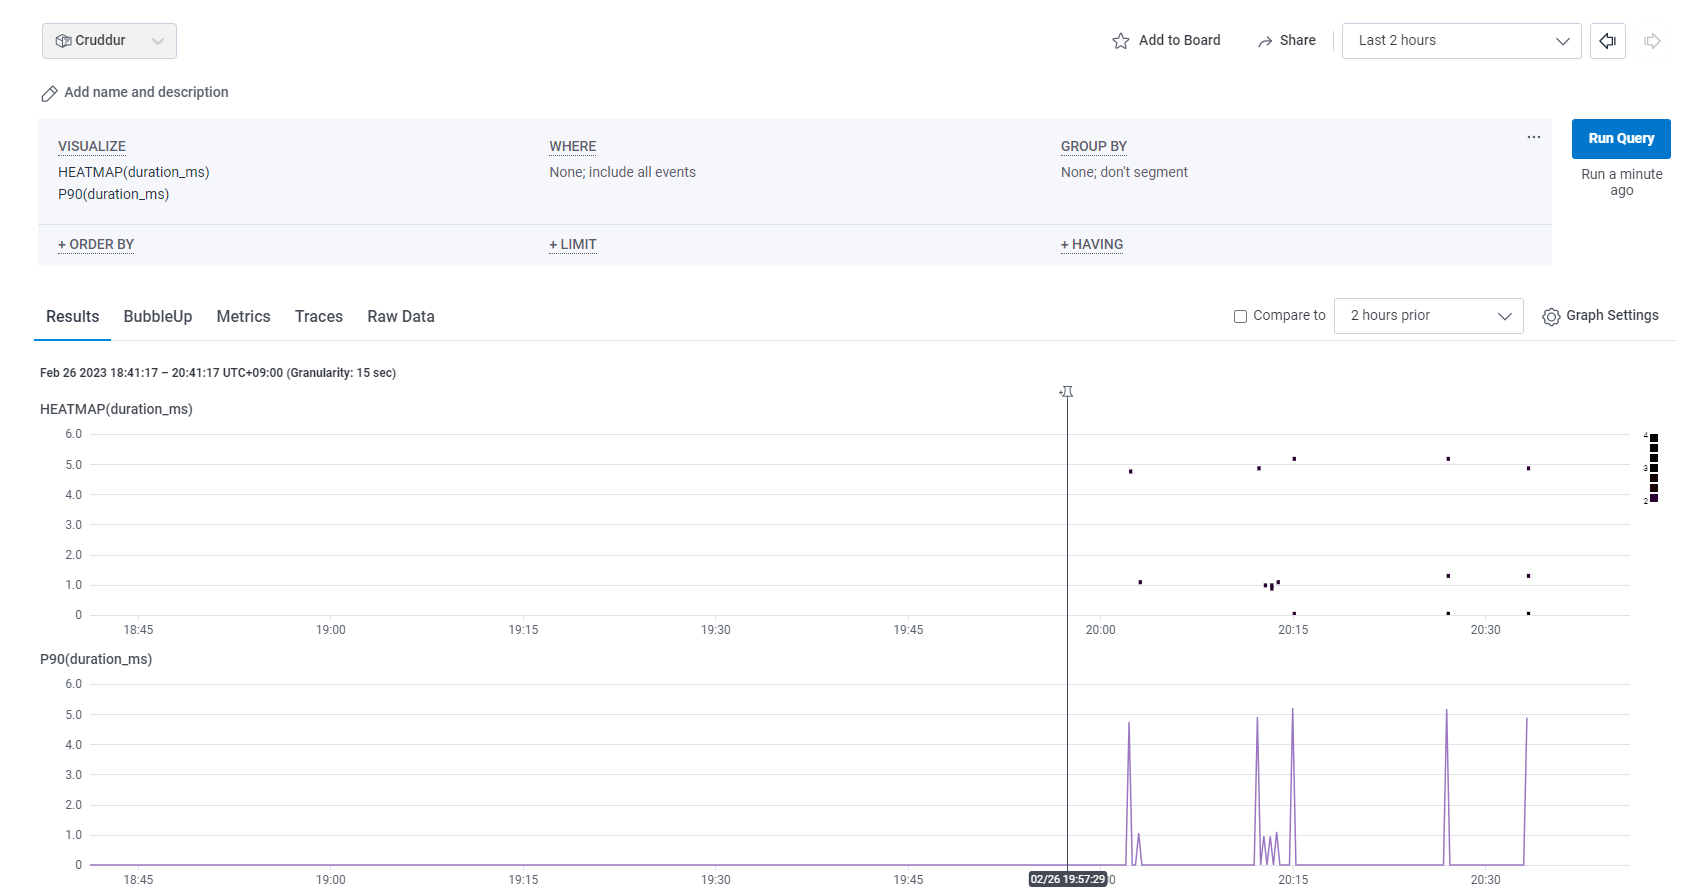 Cruddur
Add to Board
Share
Last 2 hours
Add name and description
VISUALIZE
HEATMAP(duration_ms)
P90(duration_ms)
WHERE
None; include all events
GROUP BY
None; don't segment
...
Run Query
Run a minute
ago
+ ORDER BY
+ LIMIT
+ HAVING
Results
BubbleUp
Metrics
Traces
Raw Data
Compare to
2 hours prior
Graph Settings
Feb 26 2023 18:41:17 – 20:41:17 UTC+09:00 (Granularity: 15 sec)
HEATMAP(duration_ms)
6.0
5.0
4.0
3.0
2.0
1.0
0
4
3
2
18:45
19:00
19:15
19:30
19:45
20:00
20:15
20:30
P90(duration_ms)
6.0
5.0
4.0
3.0
2.0
1.0
0
18:45
19:00
19:15
19:30
19:45
02/26 19:57:29
20:15
20:30